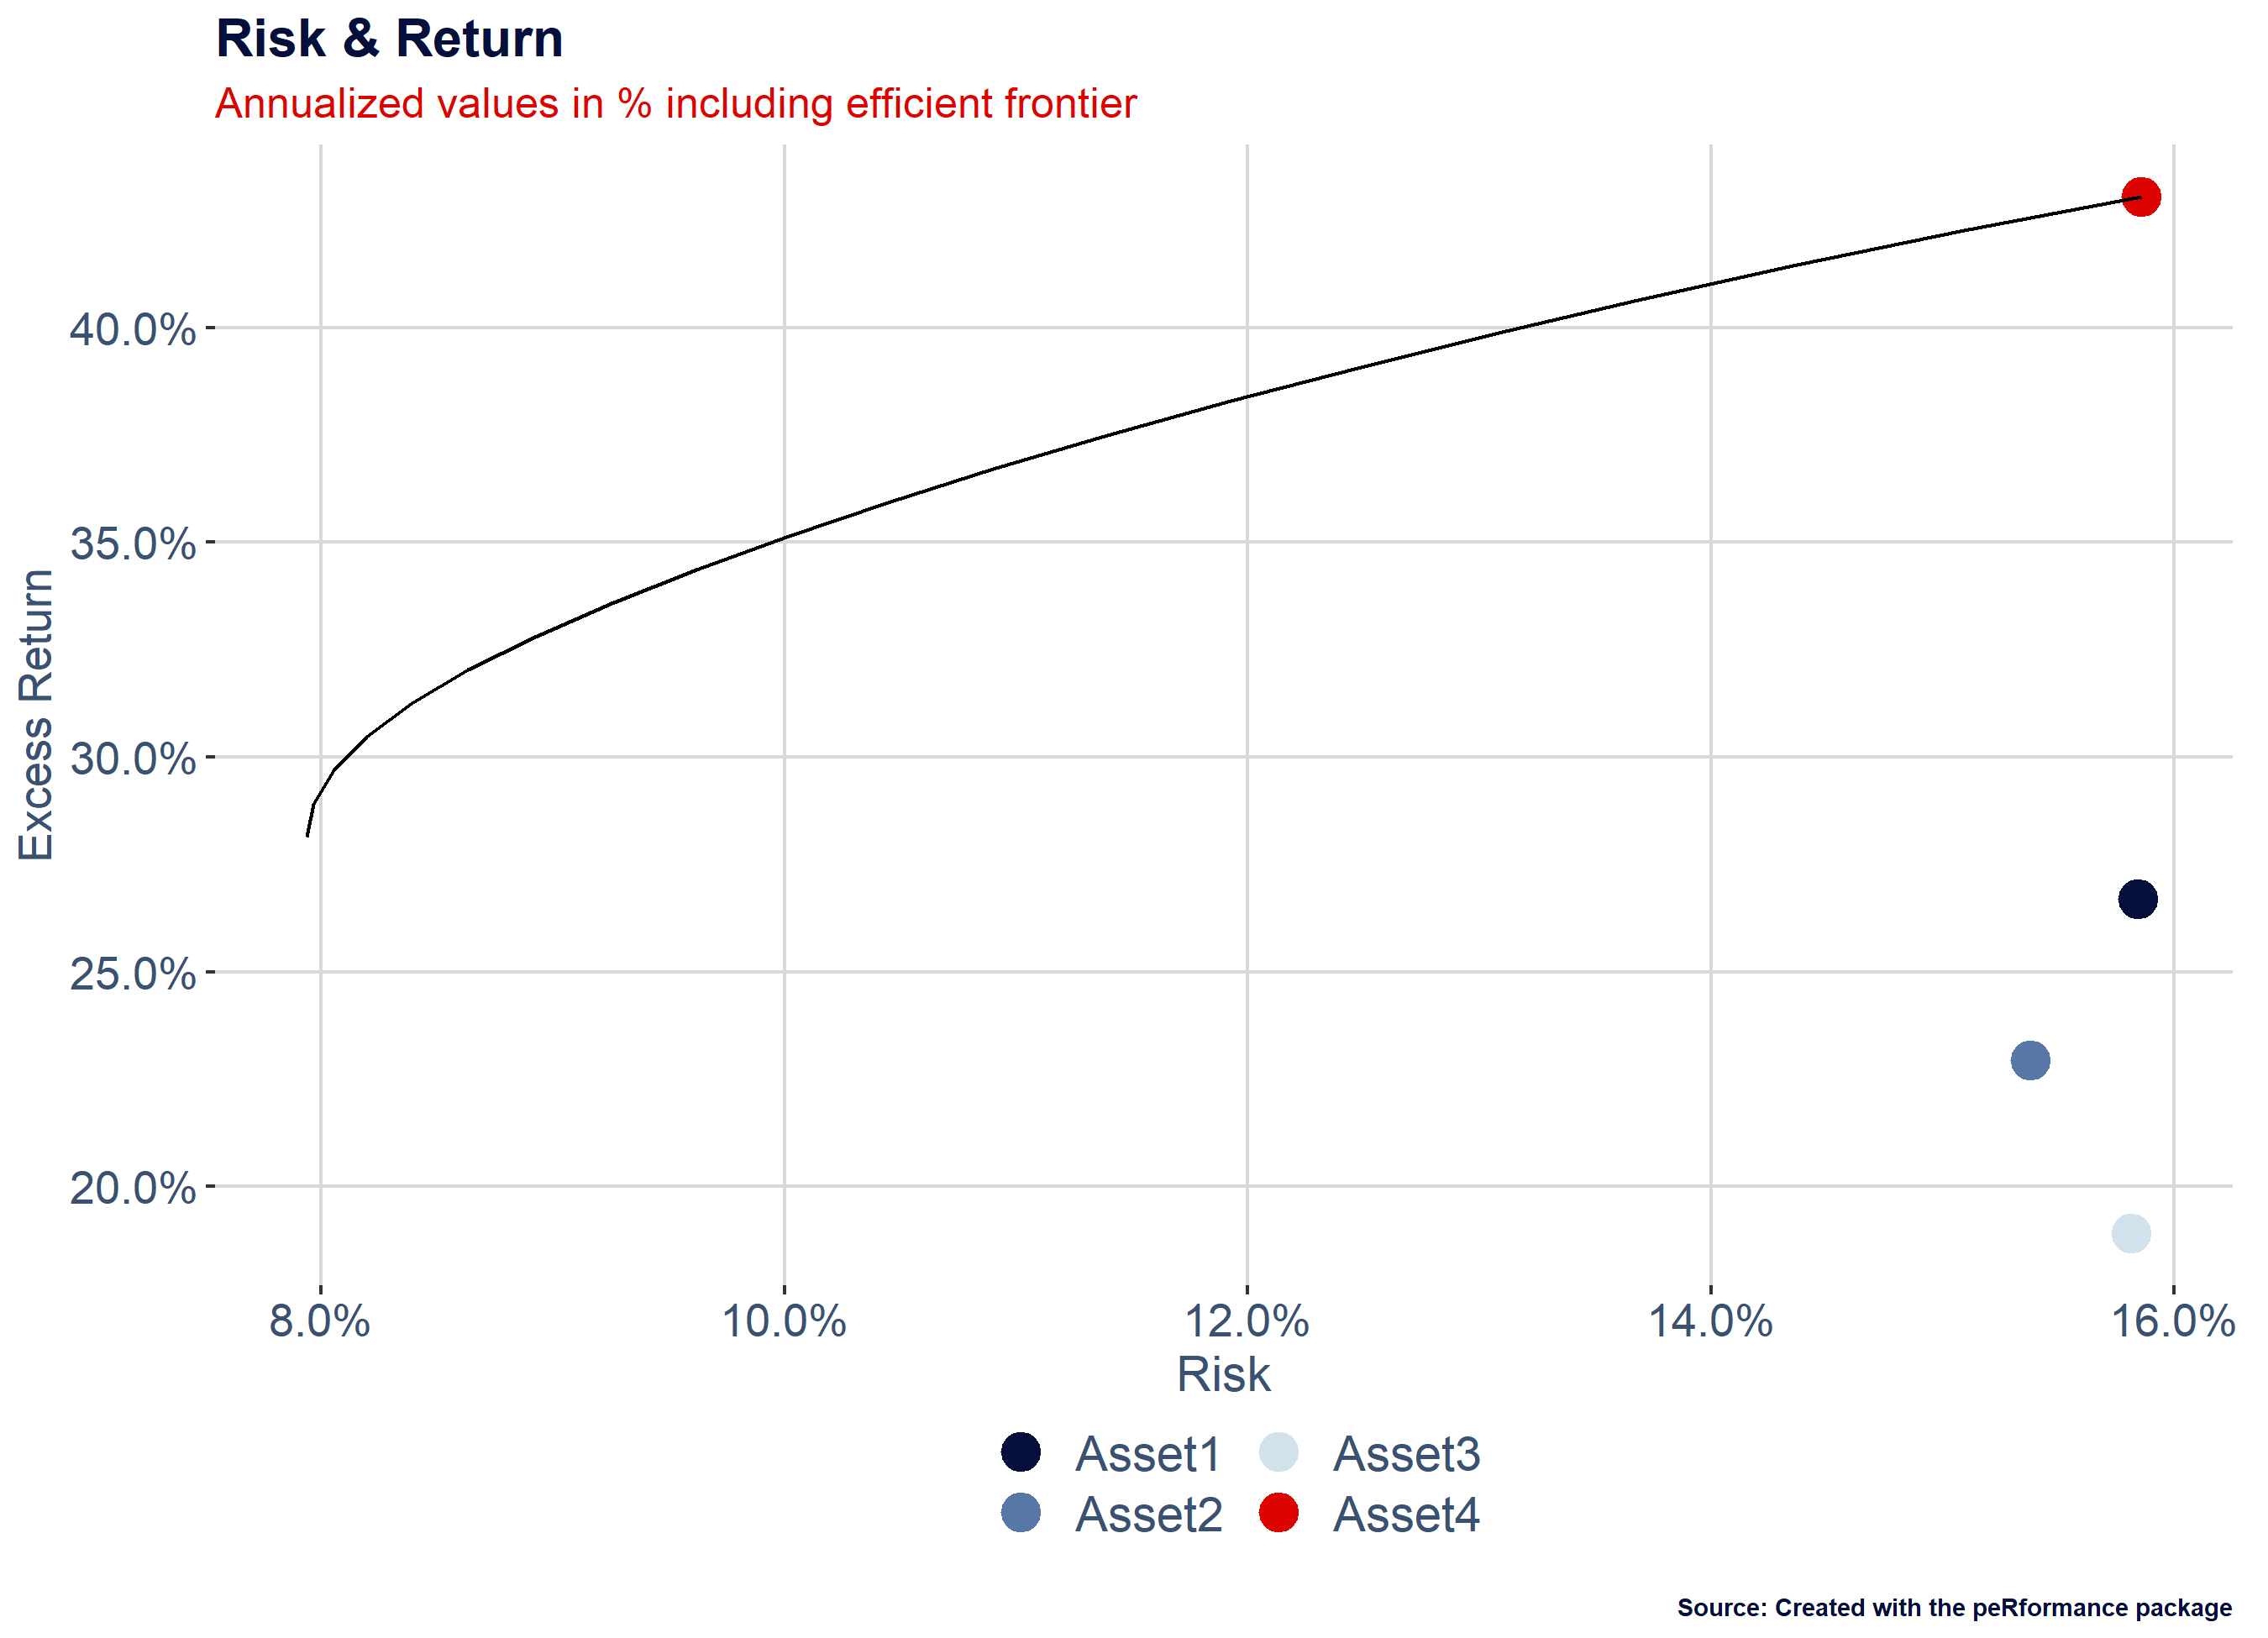 Risk & Return
Annualized values in % including efficient frontier
Excess Return
40.0%
35.0%
30.0%
25.0%
20.0%
8.0% 10.0% 12.0% 14.0% 16.0%
Risk
Asset1 Asset3
Asset2 Asset4
Source: Created with the peRformance package